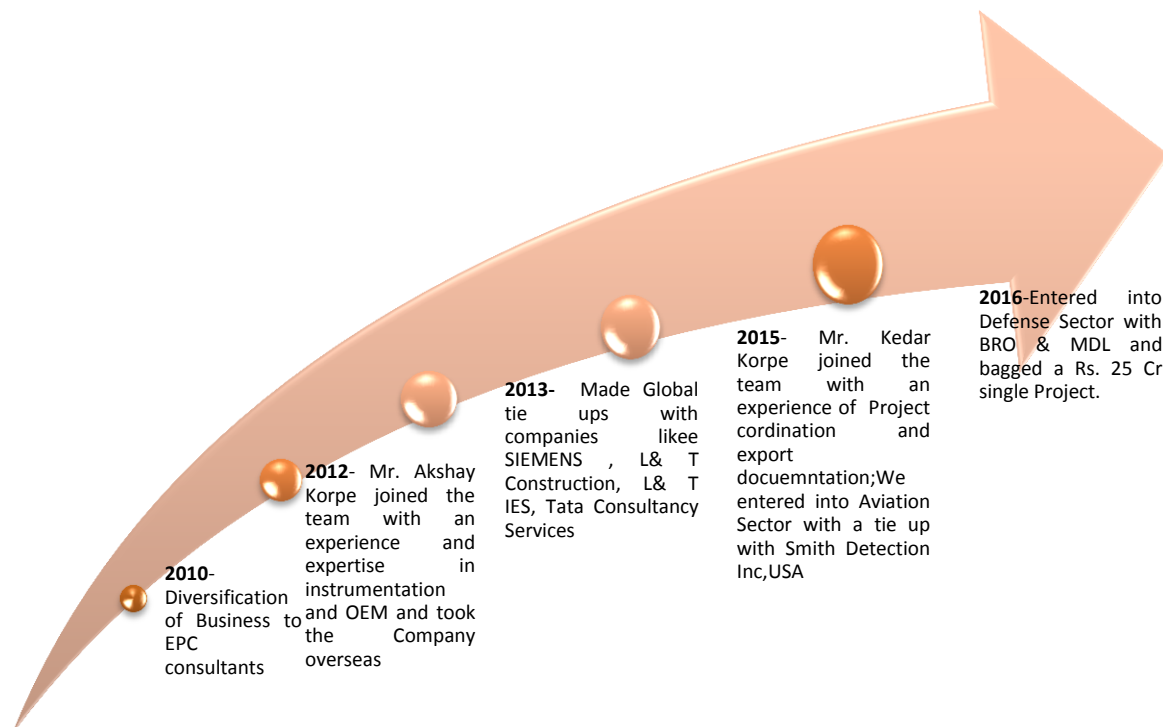 2010-
Diversification
of Business to
EPC
consultants
2012- Mr. Akshay
Korpe joined the
team with an
experience and
expertise in
instrumentation
and OEM and took
the Company
overseas
2013- Made Global
tie ups with
companies likee
SIEMENS , L& T
Construction, L& T
IES, Tata Consultancy
Services
2015- Mr. Kedar
Korpe joined the
team with an
experience of Project
cordination and
export
docuemntation;We
entered into Aviation
Sector with a tie up
with Smith Detection
Inc,USA
2016-Entered into
Defense Sector with
BRO & MDL and
bagged a Rs. 25 Cr
single Project.